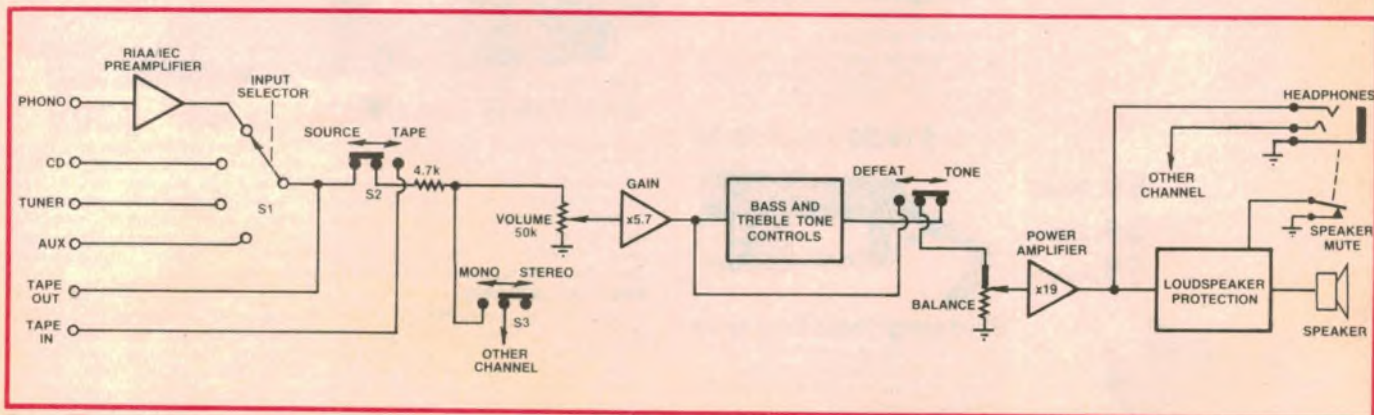 RIAA/IEC
PREAMPLIFIER
INPUT
SELECTOR
PHONO
CD
TUNER
AUX
TAPE
OUT
TAPE
IN
S1
SOURCE
TAPE
S2
4.7k
MONO
STEREO
S3
OTHER
CHANNEL
VOLUME
50k
GAIN
x5.7
BASS AND
TREBLE TONE
CONTROLS
DEFEAT
TONE
BALANCE
POWER
AMPLIFIER
x19
HEADPHONES
OTHER
CHANNEL
LOUDSPEAKER
PROTECTION
SPEAKER
MUTE
SPEAKER